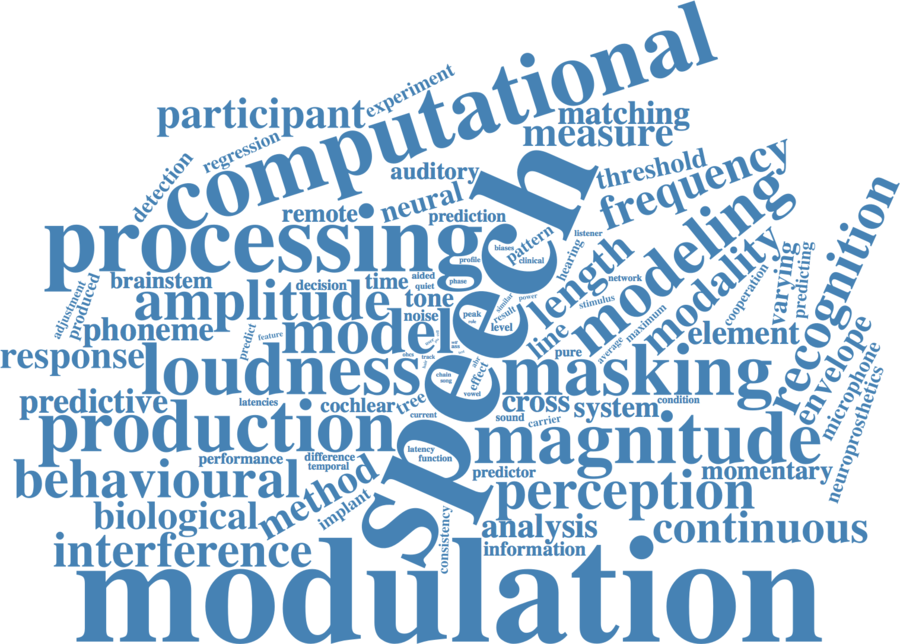 computational
experiment
participant
matching
measure
regression
detection
auditory
threshold
frequency
remote
neural
prediction
speech
processing
pattern
listener
biases
clinical
profile
hearing
modeling
recognition
brainstem
decision
time
aided
quiet
phase
length
network
modality
varying
predicting
cooperation
adjustment
produced
amplitude
tone
noise
peak
similar
power
result
level
stimulus
phoneme
model
line
maximum
average
element
predict
feature
response
loudness
track
pure
masking
envelope
microphone
neuroprosthetics
chain
song
effect
vowel
predictive
latencies
cochlear
tree
current
cross
system
condition
sound
carrier
production
magnitude
performance
difference
temporal
latency
function
predictor
momentary
behavioural
method
implant
perception
biological
consistency
analysis
continuous
interference
information
modulation